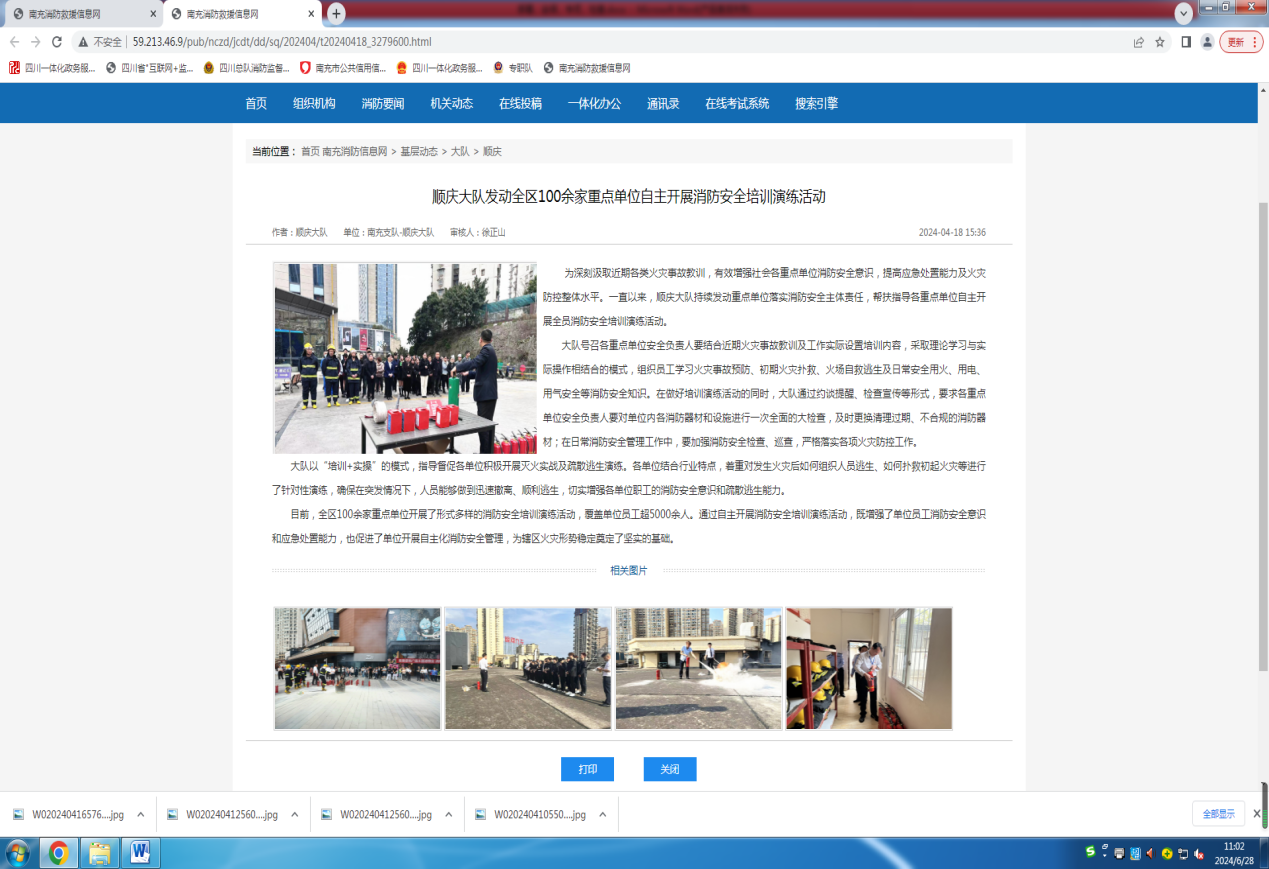 南充消防救援信息网
南充消防救援信息网
不安全 59.213.46.9/pub/nczd/jcdt/dd/sq/202404/t20240418_3279600.html
更新
四川一体化政务服... 四川省"互联网+监... 四川总队消防监督... 南充市公共信用信... 四川一体化政务服... 专职队 南充消防救援信息网
首页 组织机构 消防要闻 机关动态 在线投稿 一体化办公 通讯录 在线考试系统 搜索引擎
当前位置： 首页 南充消防信息网 > 基层动态 > 大队 > 顺庆
顺庆大队发动全区100余家重点单位自主开展消防安全培训演练活动
作者：顺庆大队 单位：南充支队-顺庆大队 审核人：徐正山 2024-04-18 15:36
为深刻汲取近期各类火灾事故教训，有效增强社会各重点单位消防安全意识，提高应急处置能力及火灾
防控整体水平。一直以来，顺庆大队持续发动重点单位落实消防安全主体责任，帮扶指导各重点单位自主开
展全员消防安全培训演练活动。
大队号召各重点单位安全负责人要结合近期火灾事故教训及工作实际设置培训内容，采取理论学习与实
际操作相结合的模式，组织员工学习火灾事故预防、初期火灾扑救、火场自救逃生及日常安全用火、用电、
用气安全等消防安全知识。在做好培训演练活动的同时，大队通过约谈提醒、检查宣传等形式，要求各重点
单位安全负责人要对单位内各消防器材和设施进行一次全面的大检查，及时更换清理过期、不合规的消防器
材；在日常消防安全管理工作中，要加强消防安全检查、巡查，严格落实各项火灾防控工作。
大队以“培训+实操”的模式，指导督促各单位积极开展灭火实战及疏散逃生演练。各单位结合行业特点，着重对发生火灾后如何组织人员逃生、如何扑救初起火灾等进行
了针对性演练，确保在突发情况下，人员能够做到迅速撤离、顺利逃生，切实增强各单位职工的消防安全意识和疏散逃生能力。
目前，全区100余家重点单位开展了形式多样的消防安全培训演练活动，覆盖单位员工超5000余人。通过自主开展消防安全培训演练活动，既增强了单位员工消防安全意识
和应急处置能力，也促进了单位开展自主化消防安全管理，为辖区火灾形势稳定奠定了坚实的基础。
相关图片
打印 关闭
W020240416576....jpg W020240412560....jpg W020240412560....jpg W020240410550....jpg 全部显示
11:02
2024/6/28